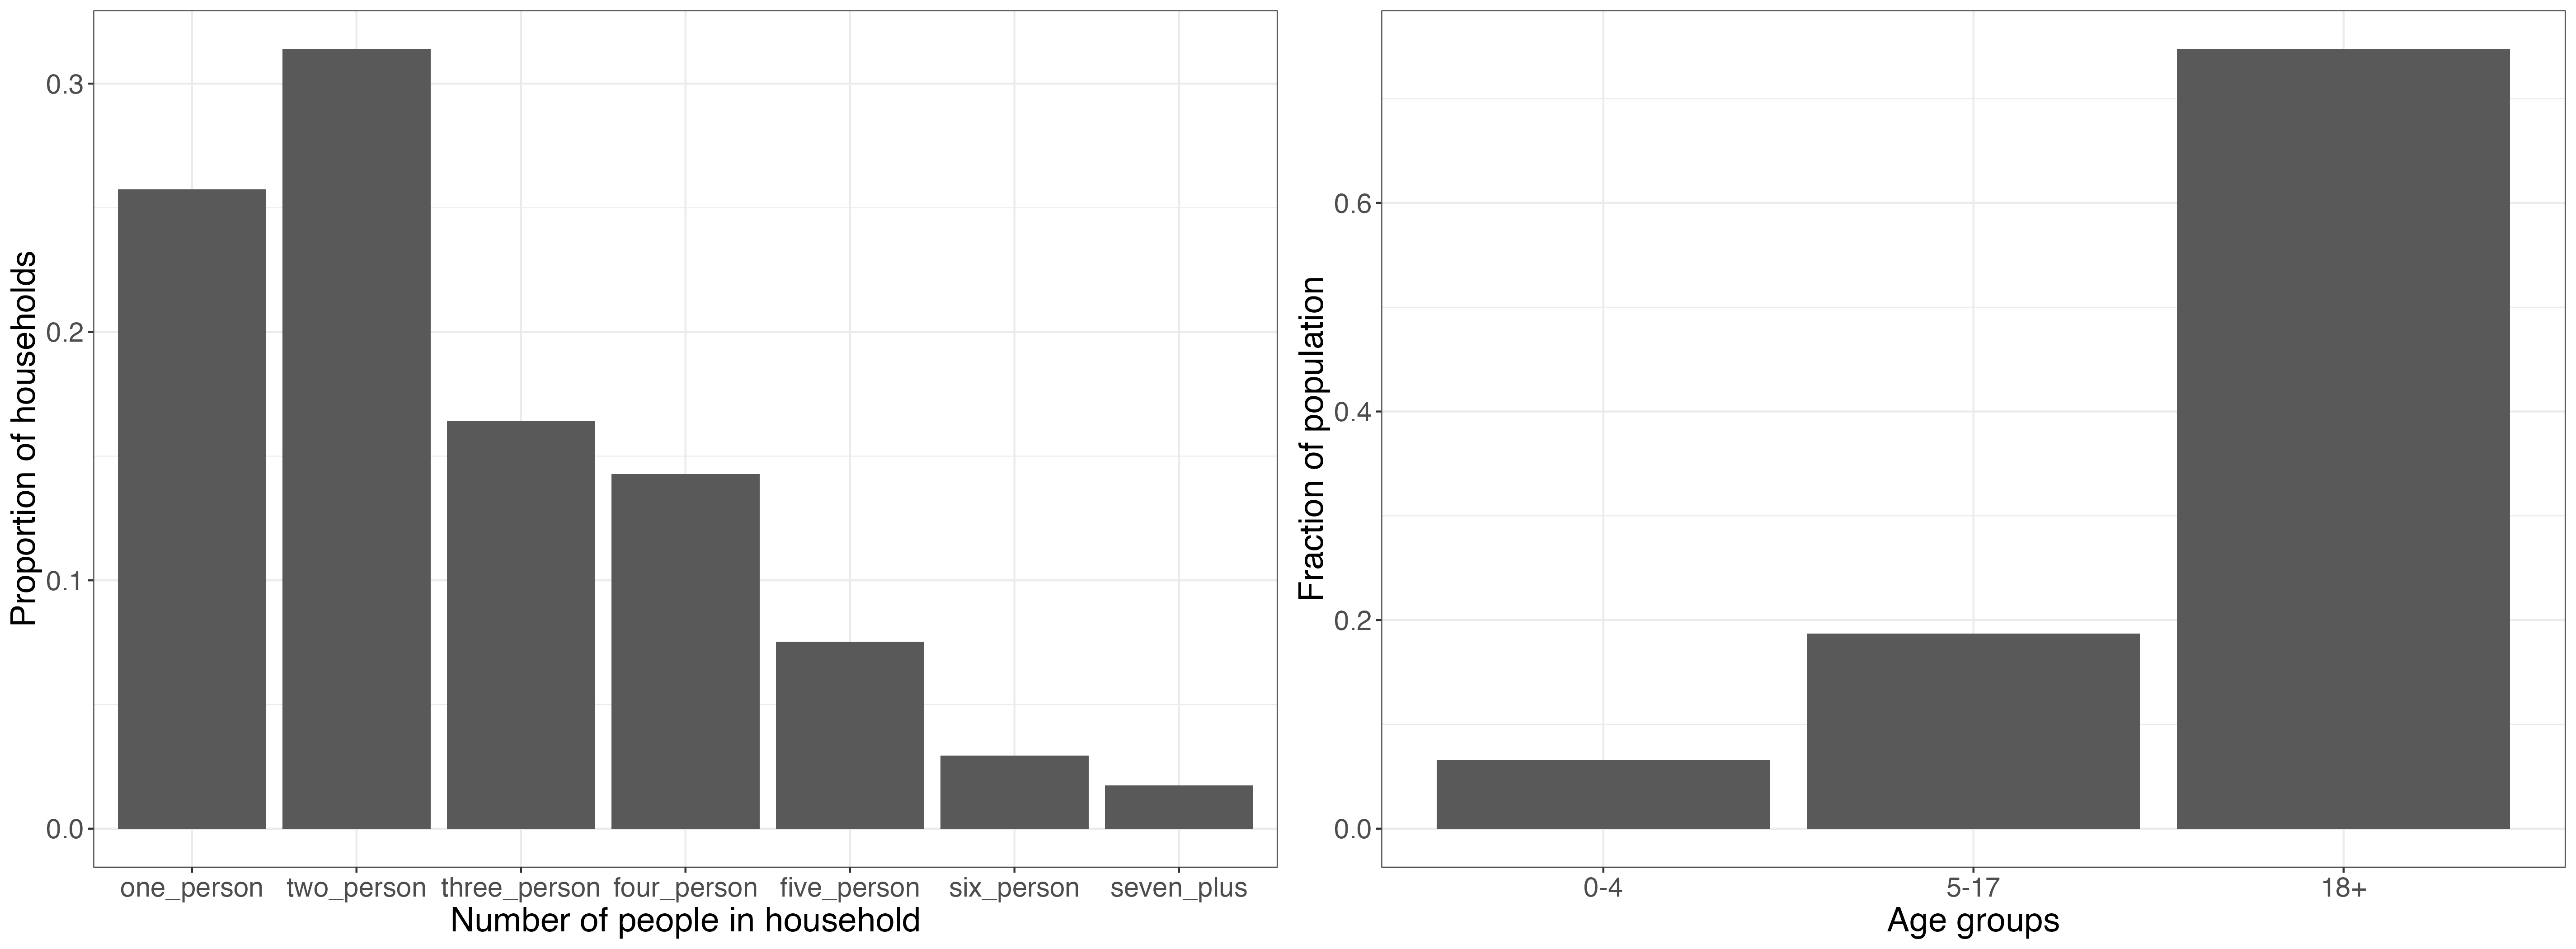 Proportion of households
0.3
0.2
0.1
0.0
one_person two_person three_person four_person five_person six_person seven_plus
Number of people in household
Fraction of population
0.6
0.4
0.2
0.0
0-4 5-17 18+
Age groups